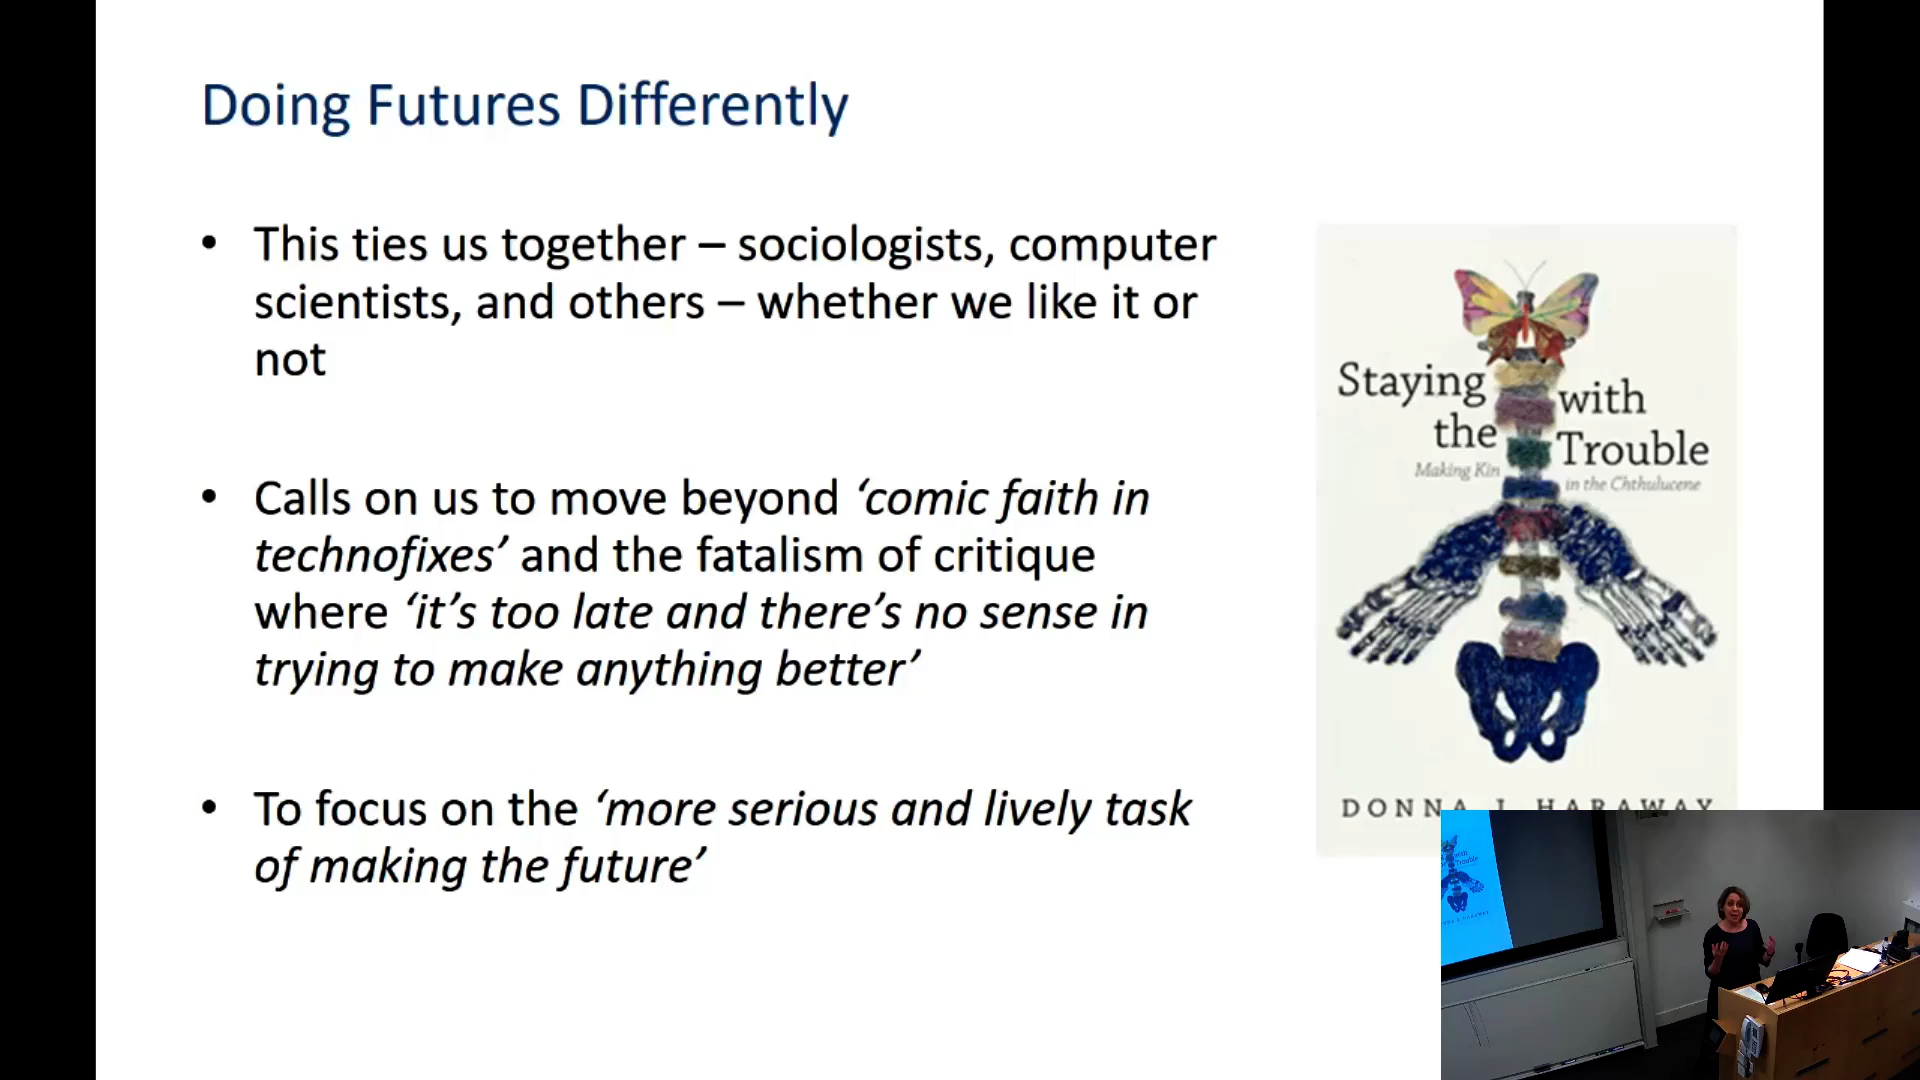 Doing Futures Differently
• This ties us together – sociologists, computer
scientists, and others – whether we like it or
not
• Calls on us to move beyond ‘comic faith in
technofixes’ and the fatalism of critique
where ‘it’s too late and there’s no sense in
trying to make anything better’
• To focus on the ‘more serious and lively task
of making the future’
Staying with
the Trouble
Making Kin in the Chthulucene
DONNA J. HARAWAY